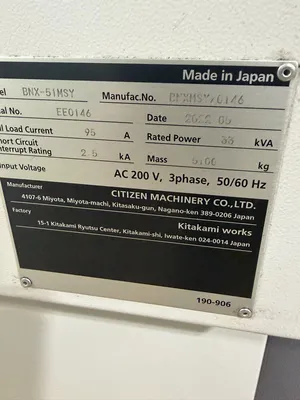 Made in Japan
el BNX-51MSY Manufac.No.
al No. EE0146 Date
al Load Current 95 A Rated Power kVA
hort Circuit
nterrupt Rating 2.5 kA Mass kg
nput Voltage AC 200 V, 3phase, 50/60 Hz
CITIZEN MACHINERY CO.,LTD.
4107-6 Miyota, Miyota-machi, Kitasaku-gun, Nagano-ken 389-0206 Japan
Factory Kitakami works
15-1 Kitakami Ryutsu Center, Kitakami-shi, Iwate-ken 024-0014 Japan
190-906